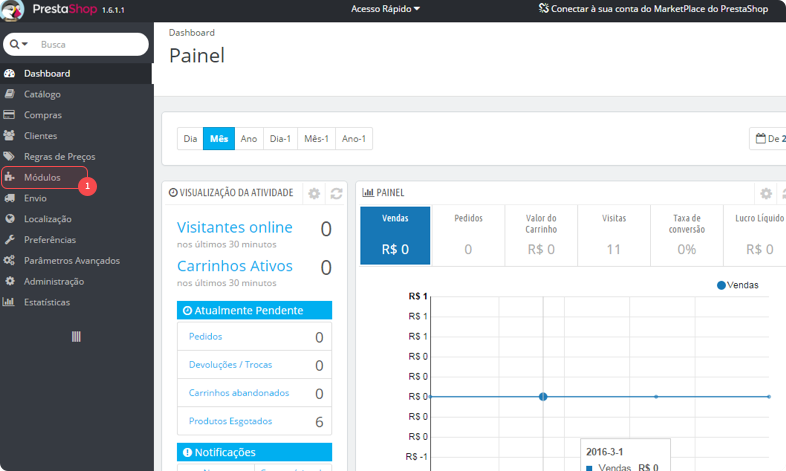 PrestaShop 1.6.1.1
Acesso Rápido
Conectar à sua conta do MarketPlace do PrestaShop
Busca
Dashboard
Catálogo
Compras
Clientes
Regras de Preços
Módulos
1
Envio
Localização
Preferências
Parâmetros Avançados
Administração
Estatísticas
Dashboard
Painel
Dia Mês Ano Dia-1 Mês-1 Ano-1
De 2
VISUALIZAÇÃO DA ATIVIDADE
Visitantes online 0
nos últimos 30 minutos
Carrinhos Ativos 0
nos últimos 30 minutos
Atualmente Pendente
Pedidos 0
Devoluções / Trocas 0
Carrinhos abandonados 0
Produtos Esgotados 6
Notificações
PAINEL
Vendas
R$ 0
Pedidos
0
Valor do
Carrinho
R$ 0
Visitas
11
Taxa de
conversão
0%
Lucro Líquido
R$ 0
Vendas
R$ 1
R$ 1
R$ 1
R$ 0
R$ 0
R$ 0
R$ 0
R$ 0
R$ -1
2016-3-1
Vendas R$ 0